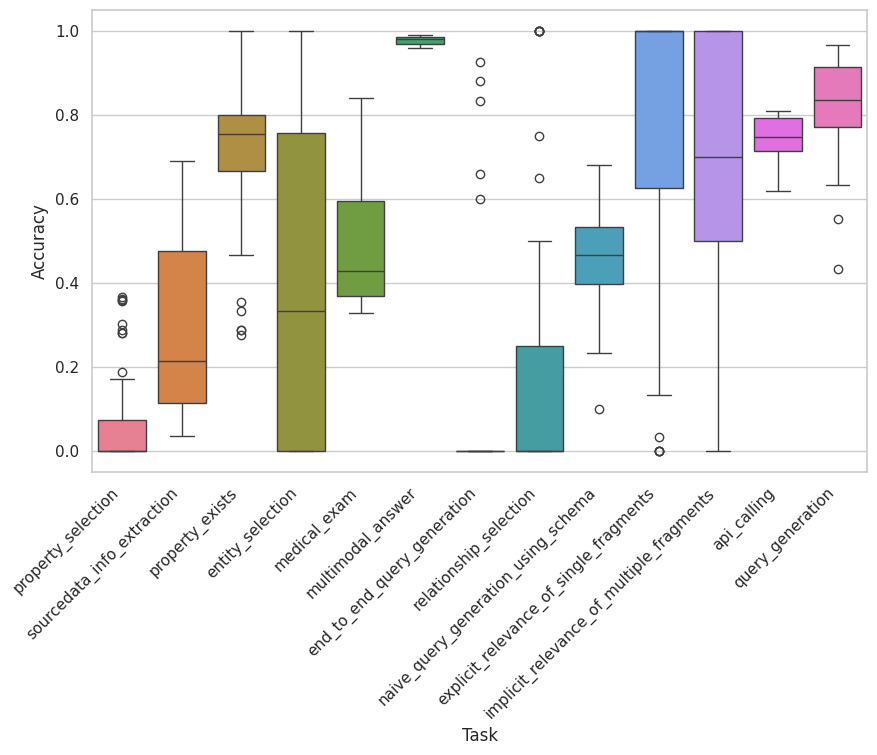 Accuracy
1.0
0.8
0.6
0.4
0.2
0.0
property_selection
sourcedata_info_extraction
property_exists
entity_selection
medical_exam
multimodal_answer
end_to_end_query_generation
relationship_selection
naive_query_generation_using_schema
explicit_relevance_of_single_fragments
implicit_relevance_of_multiple_fragments
api_calling
query_generation
Task